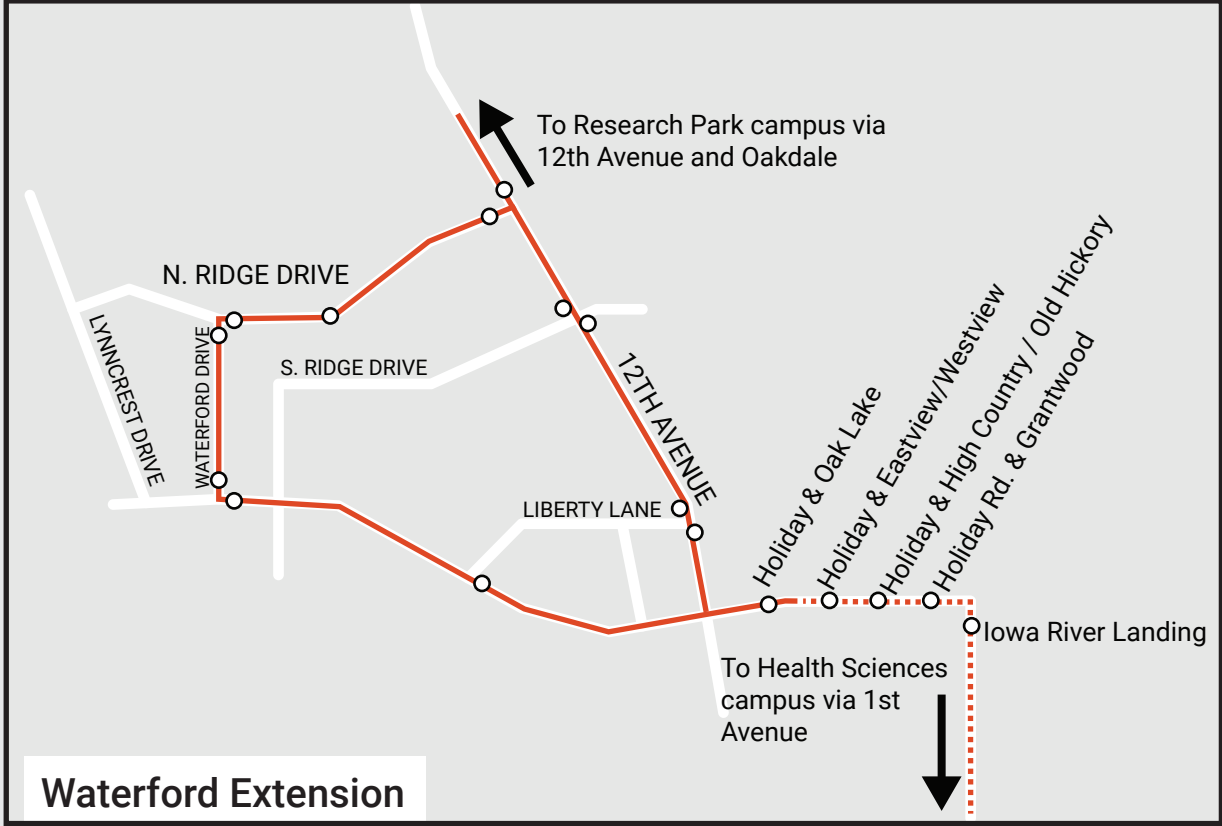 To Research Park campus via
12th Avenue and Oakdale
N. RIDGE DRIVE
LYNNCREST DRIVE
WATERFORD DRIVE
S. RIDGE DRIVE
12TH AVENUE
LIBERTY LANE
Holiday & Oak Lake
Holiday & Eastview/Westview
Holiday & High Country / Old Hickory
Holiday Rd. & Grantwood
Iowa River Landing
To Health Sciences
campus via 1st
Avenue
Waterford Extension